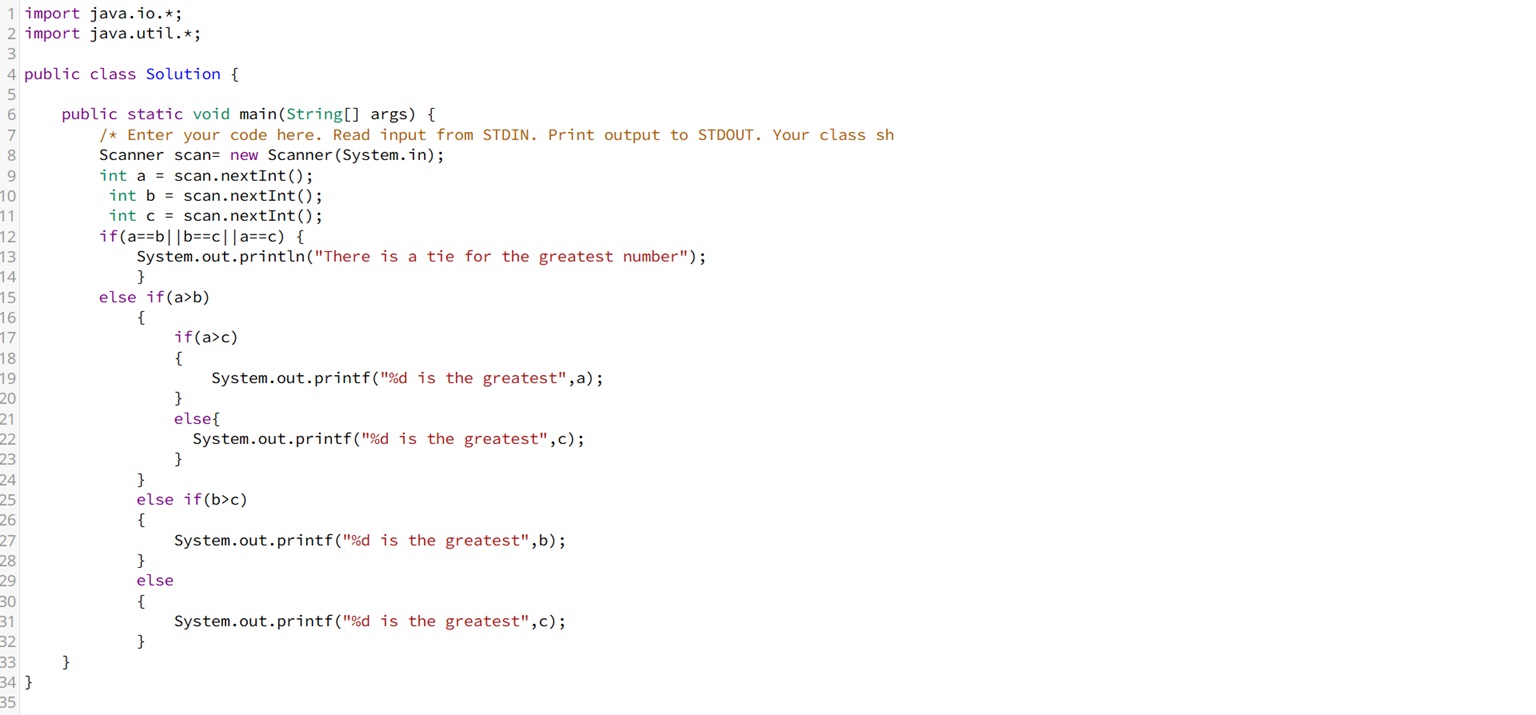 1 import java.io.*;
2 import java.util.*;
3
4 public class Solution {
5
6 public static void main(String[] args) {
7 /* Enter your code here. Read input from STDIN. Print output to STDOUT. Your class sh
8 Scanner scan= new Scanner(System.in);
9 int a = scan.nextInt();
10 int b = scan.nextInt();
11 int c = scan.nextInt();
12 if(a==b||b==c||a==c) {
13 System.out.println("There is a tie for the greatest number");
14 }
15 else if(a>b)
16 {
17 if(a>c)
18 {
19 System.out.printf("%d is the greatest",a);
20 }
21 else{
22 System.out.printf("%d is the greatest",c);
23 }
24 }
25 else if(b>c)
26 {
27 System.out.printf("%d is the greatest",b);
28 }
29 else
30 {
31 System.out.printf("%d is the greatest",c);
32 }
33 }
34 }
35